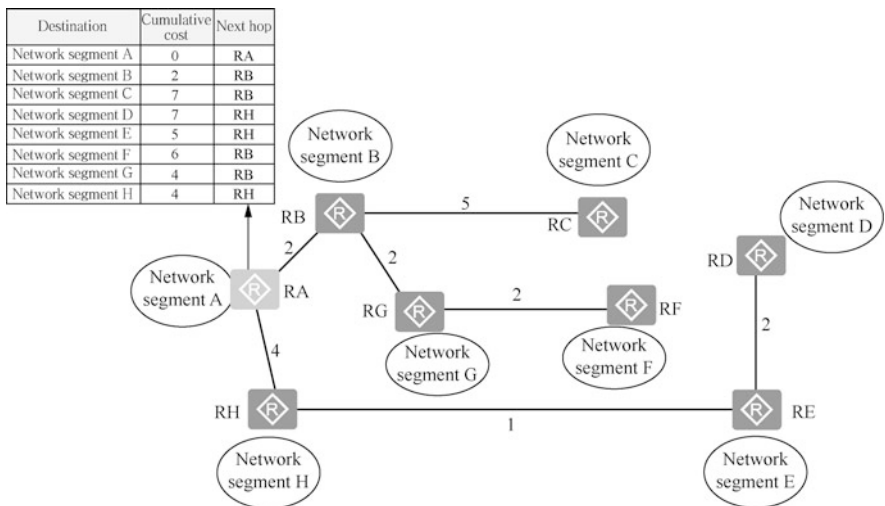 Destination Cumulative cost Next hop
Network segment A 0 RA
Network segment B 2 RB
Network segment C 7 RB
Network segment D 7 RH
Network segment E 5 RH
Network segment F 6 RB
Network segment G 4 RB
Network segment H 4 RH
Network
segment B
Network
segment C
Network
segment D
RB
R
5
RC
R
RD
R
2
2
Network
segment A
R
RA
RG
R
2
R
RF
2
Network
segment G
Network
segment F
4
RH
R
1
R
RE
Network
segment H
Network
segment E